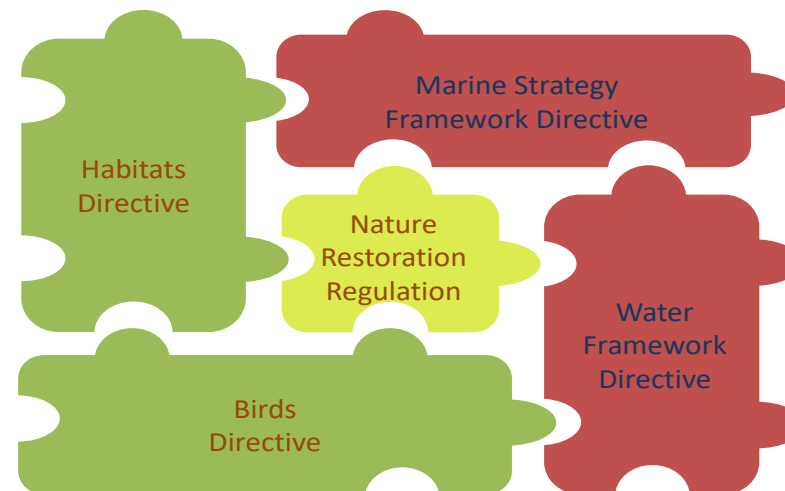 Habitats
Directive
Marine Strategy
Framework Directive
Nature
Restoration
Regulation
Water
Framework
Directive
Birds
Directive